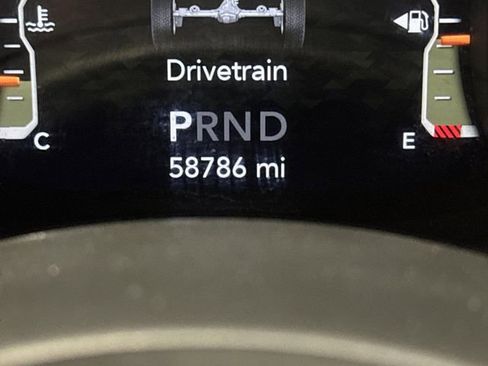 Drivetrain
PRND
C
E
58786 mi